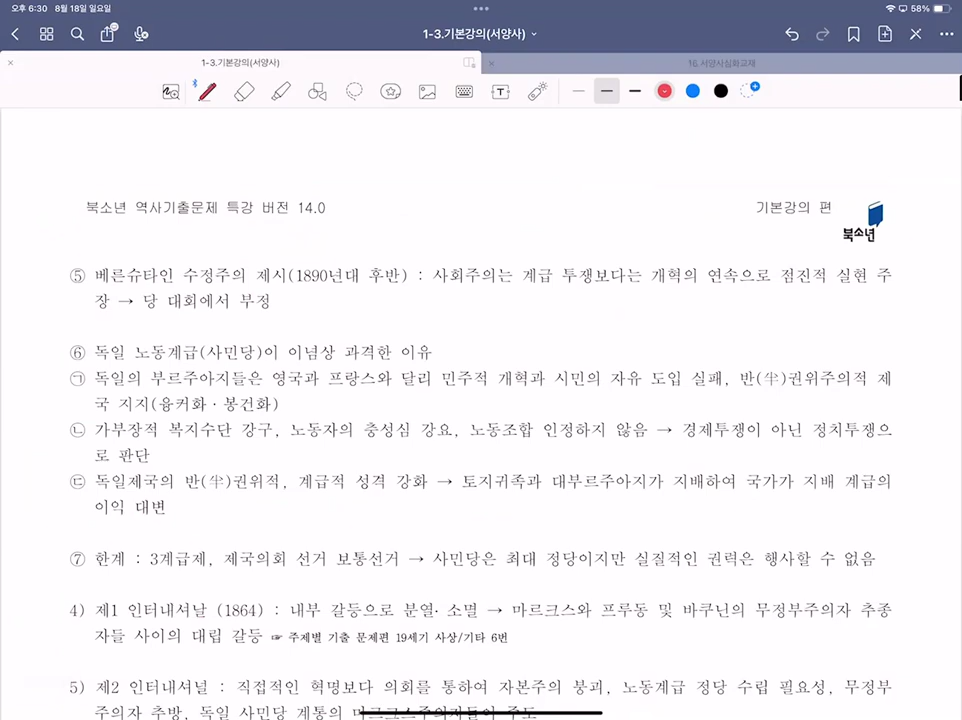 오후 6:30 8월 18일 일요일
58%
1-3.기본강의(서양사)
1-3.기본강의(서양사)
16.서양사심화교재
북소년 역사기출문제 특강 버전 14.0
기본강의 편
북소년
⑤ 베른슈타인 수정주의 제시(1890년대 후반) : 사회주의는 계급 투쟁보다는 개혁의 연속으로 점진적 실현 주
장 → 당 대회에서 부정
⑥ 독일 노동계급(사민당)이 이념상 과격한 이유
㉠ 독일의 부르주아지들은 영국과 프랑스와 달리 민주적 개혁과 시민의 자유 도입 실패, 반(半)권위주의적 제
국 지지(융커화·봉건화)
㉡ 가부장적 복지수단 강구, 노동자의 충성심 강요, 노동조합 인정하지 않음 → 경제투쟁이 아닌 정치투쟁으
로 판단
㉢ 독일제국의 반(半)권위적, 계급적 성격 강화 → 토지귀족과 대부르주아지가 지배하여 국가가 지배 계급의
이익 대변
⑦ 한계 : 3계급제, 제국의회 선거 보통선거 → 사민당은 최대 정당이지만 실질적인 권력은 행사할 수 없음
4) 제1 인터내셔날 (1864) : 내부 갈등으로 분열· 소멸 → 마르크스와 프루동 및 바쿠닌의 무정부주의자 추종
자들 사이의 대립 갈등 ☞ 주제별 기출 문제편 19세기 사상/기타 6번
5) 제2 인터내셔널 : 직접적인 혁명보다 의회를 통하여 자본주의 붕괴, 노동계급 정당 수립 필요성, 무정부
주의자 추방, 독일 사민당 계통의 마르크스주의자들이 주도